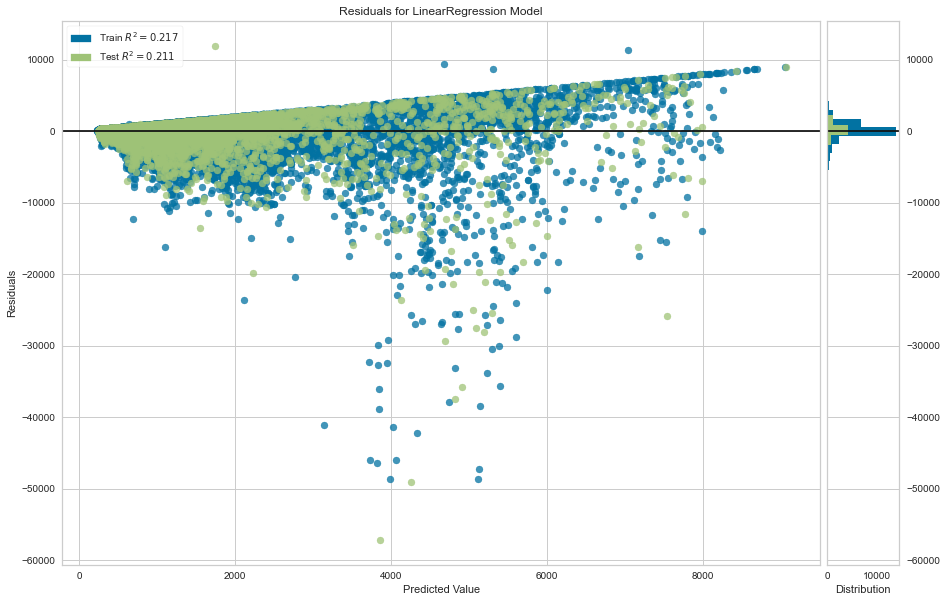 Residuals for LinearRegression Model
Train R² = 0.217
Test R² = 0.211
10000
0
−10000
−20000
−30000
−40000
−50000
−60000
Residuals
0 2000 4000 6000 8000
Predicted Value
10000
0
−10000
−20000
−30000
−40000
−50000
−60000
0 10000
Distribution